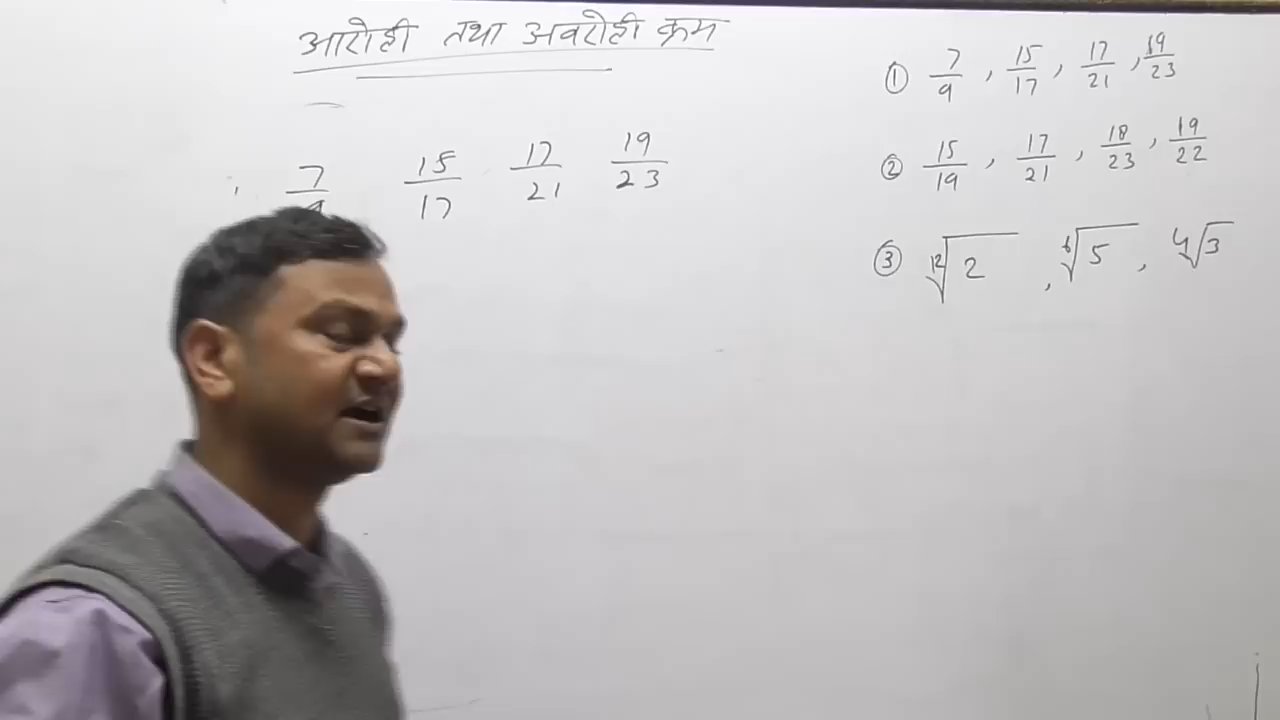 आरोही तथा अवरोही क्रम
7/9 15/17 17/21 19/23
① 7/9 , 15/17 , 17/21 , 19/23
② 15/19 , 17/21 , 18/23 , 19/22
③ ¹²√2 , ⁶√5 , ⁴√3